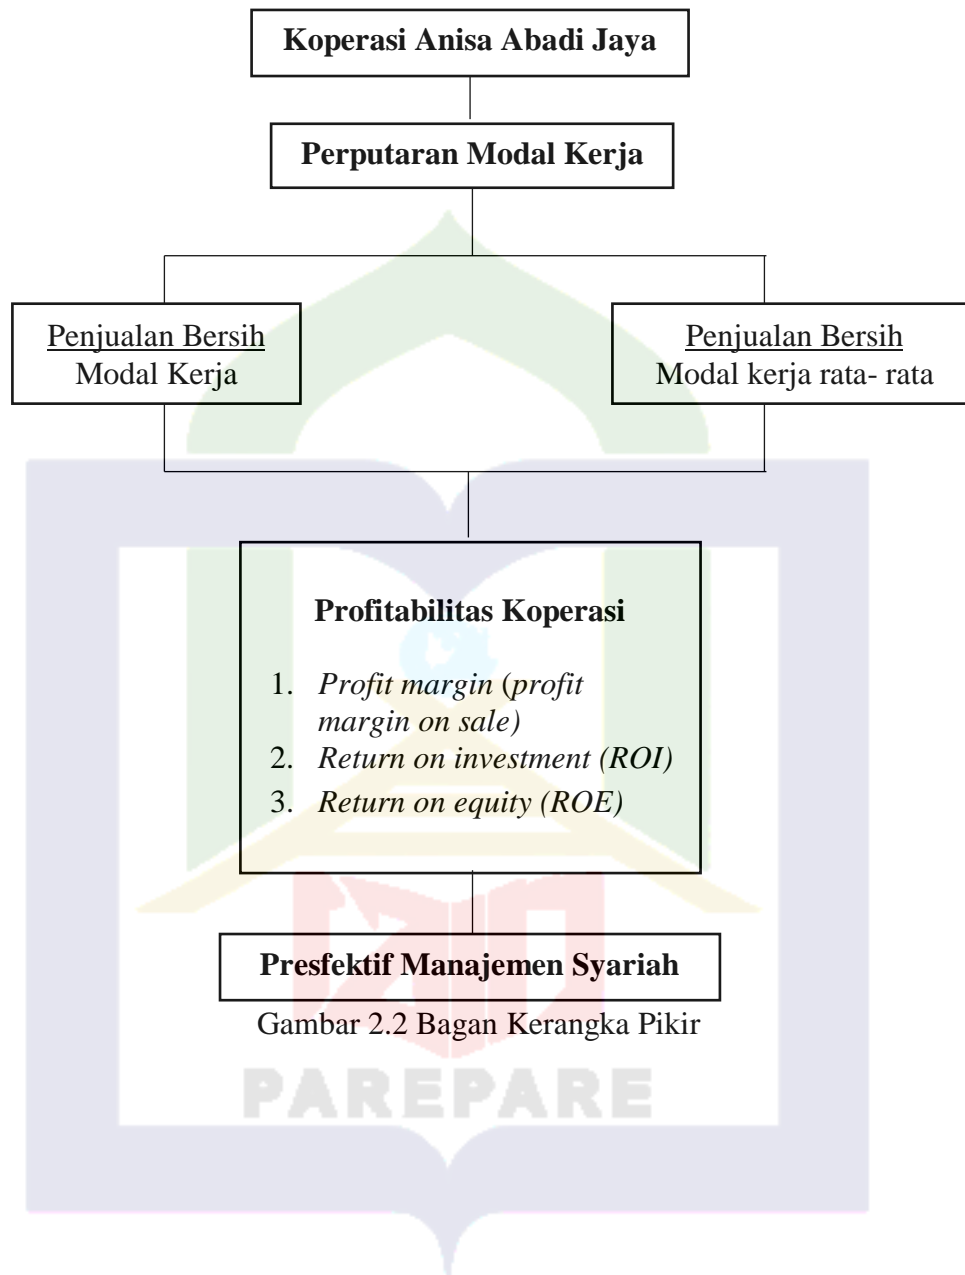 Koperasi Anisa Abadi Jaya
Perputaran Modal Kerja
Penjualan Bersih
Modal Kerja
Penjualan Bersih
Modal kerja rata- rata
Profitabilitas Koperasi
1. Profit margin (profit
margin on sale)
2. Return on investment (ROI)
3. Return on equity (ROE)
Presfektif Manajemen Syariah
Gambar 2.2 Bagan Kerangka Pikir
PAREPARE